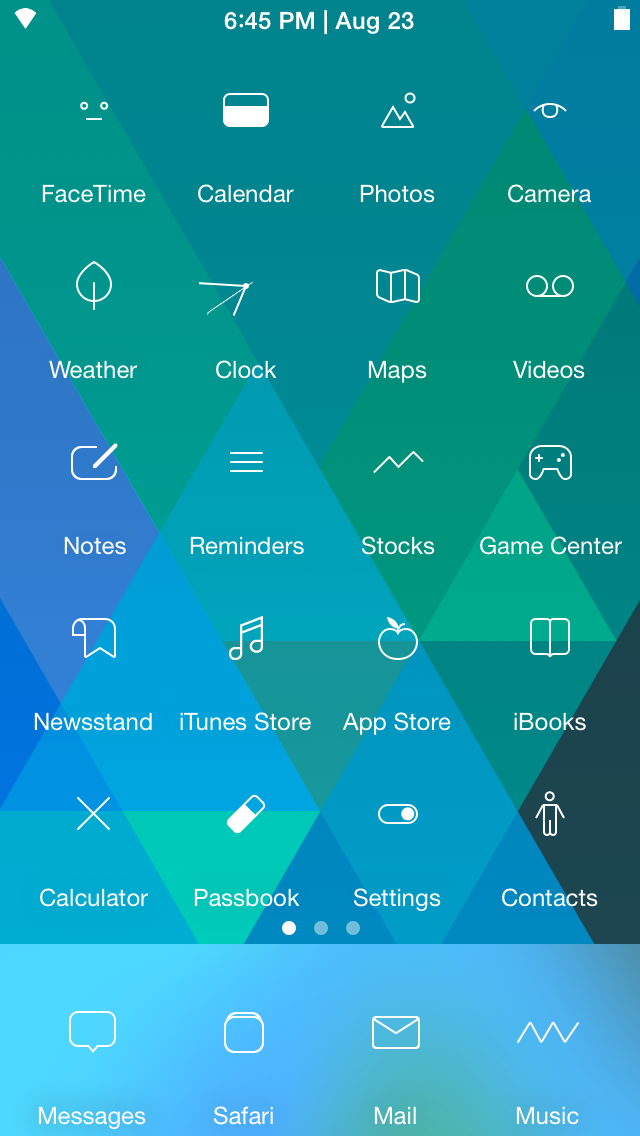 6:45 PM | Aug 23
FaceTime Calendar Photos Camera
Weather Clock Maps Videos
Notes Reminders Stocks Game Center
Newsstand iTunes Store App Store iBooks
Calculator Passbook Settings Contacts
Messages Safari Mail Music